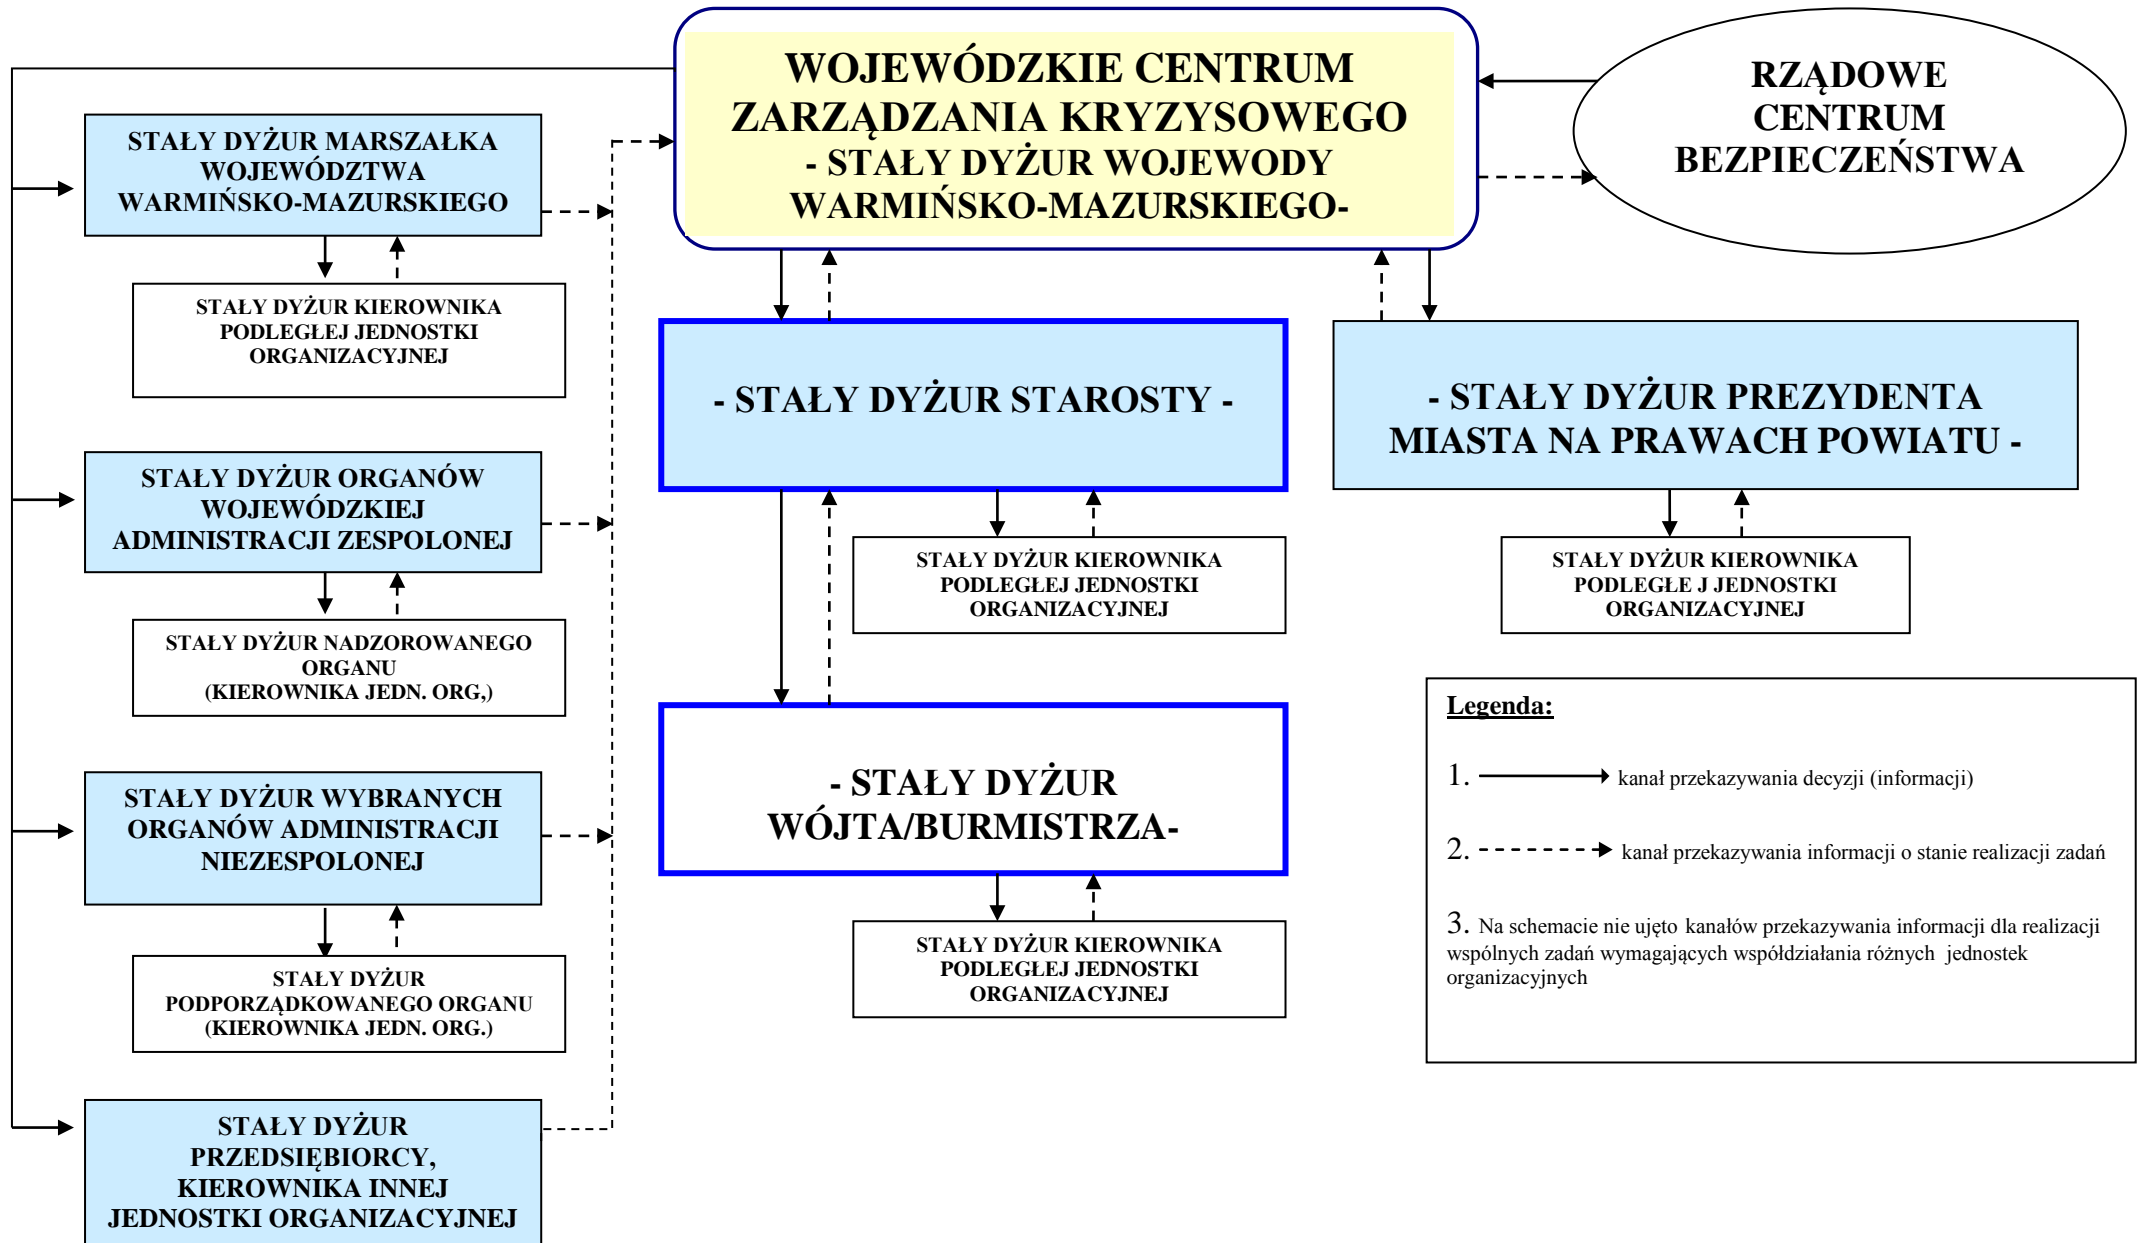 WOJEWÓDZKIE CENTRUM
ZARZĄDZANIA KRYZYSOWEGO
- STAŁY DYŻUR WOJEWODY
WARMIŃSKO-MAZURSKIEGO-
RZĄDOWE
CENTRUM
BEZPIECZEŃSTWA
STAŁY DYŻUR MARSZAŁKA
WOJEWÓDZTWA
WARMIŃSKO-MAZURSKIEGO
STAŁY DYŻUR KIEROWNIKA
PODLEGŁEJ JEDNOSTKI
ORGANIZACYJNEJ
STAŁY DYŻUR ORGANÓW
WOJEWÓDZKIEJ
ADMINISTRACJI ZESPOLONEJ
STAŁY DYŻUR NADZOROWANEGO
ORGANU
(KIEROWNIKA JEDN. ORG,)
STAŁY DYŻUR WYBRANYCH
ORGANÓW ADMINISTRACJI
NIEZESPOLONEJ
STAŁY DYŻUR
PODPORZĄDKOWANEGO ORGANU
(KIEROWNIKA JEDN. ORG.)
STAŁY DYŻUR
PRZEDSIĘBIORCY,
KIEROWNIKA INNEJ
JEDNOSTKI ORGANIZACYJNEJ
- STAŁY DYŻUR STAROSTY -
STAŁY DYŻUR KIEROWNIKA
PODLEGŁEJ JEDNOSTKI
ORGANIZACYJNEJ
- STAŁY DYŻUR
WÓJTA/BURMISTRZA-
STAŁY DYŻUR KIEROWNIKA
PODLEGŁEJ JEDNOSTKI
ORGANIZACYJNEJ
- STAŁY DYŻUR PREZYDENTA
MIASTA NA PRAWACH POWIATU -
STAŁY DYŻUR KIEROWNIKA
PODLEGŁE J JEDNOSTKI
ORGANIZACYJNEJ
Legenda:
1. kanał przekazywania decyzji (informacji)
2. kanał przekazywania informacji o stanie realizacji zadań
3. Na schemacie nie ujęto kanałów przekazywania informacji dla realizacji
wspólnych zadań wymagających współdziałania różnych jednostek
organizacyjnych